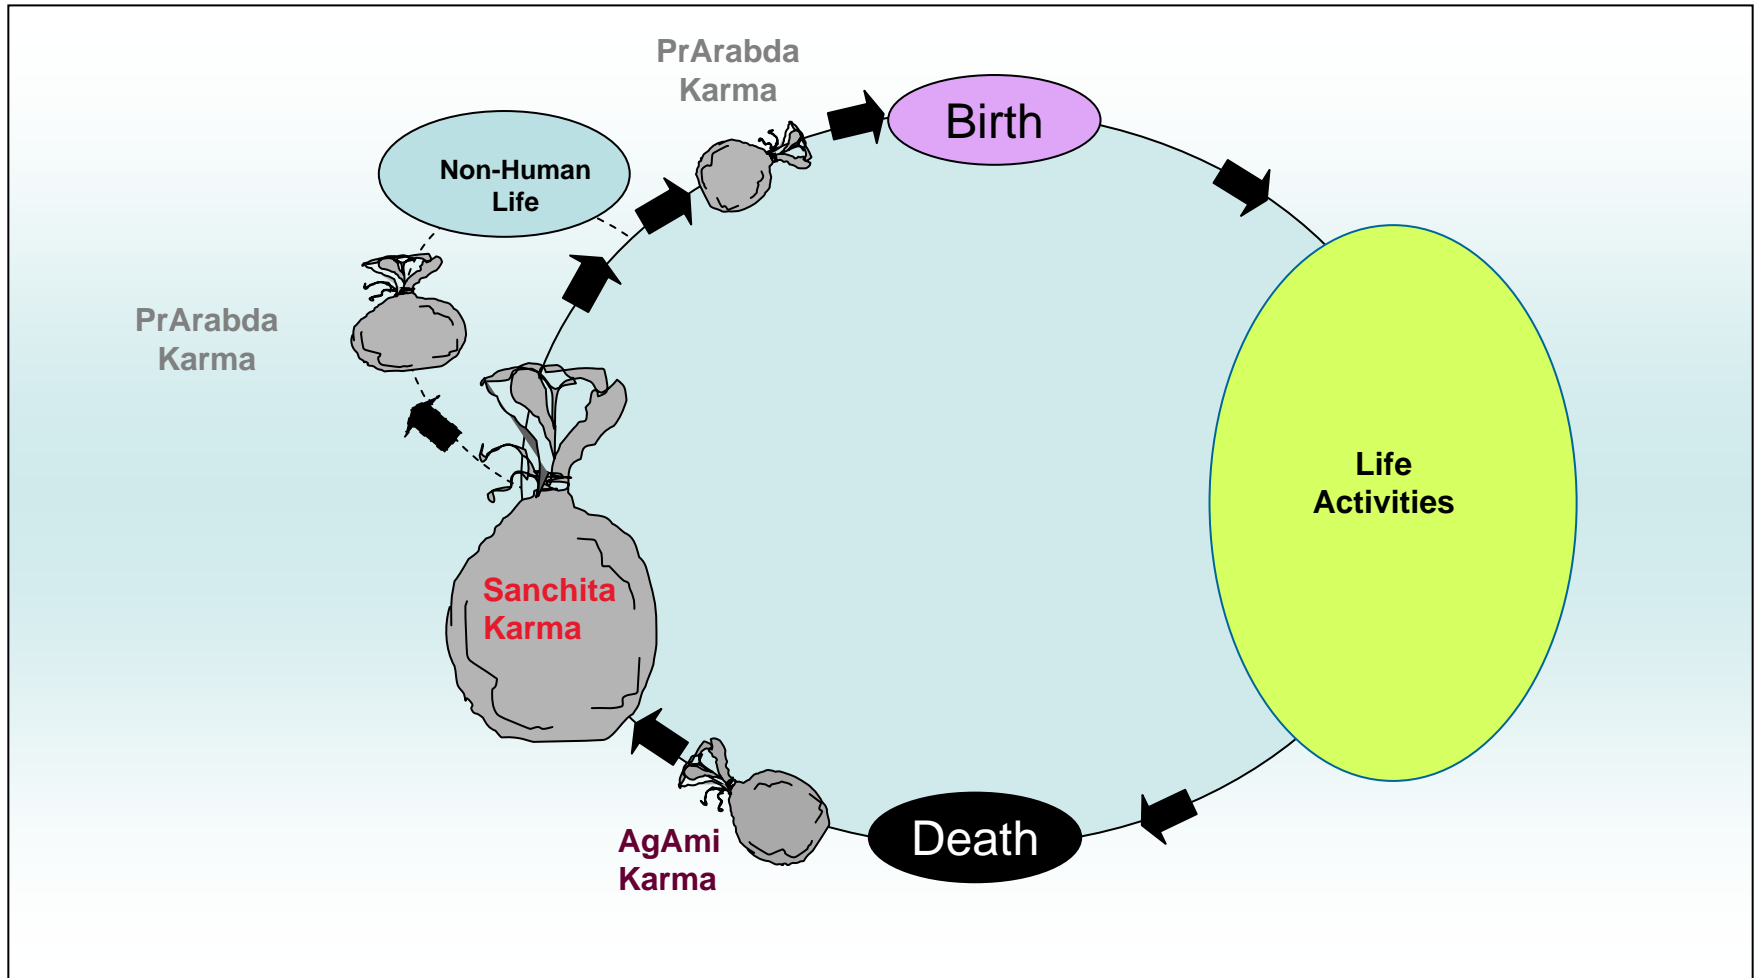 PrArabda
Karma
Birth
Non-Human
Life
PrArabda
Karma
Life
Activities
Sanchita
Karma
Death
AgAmi
Karma